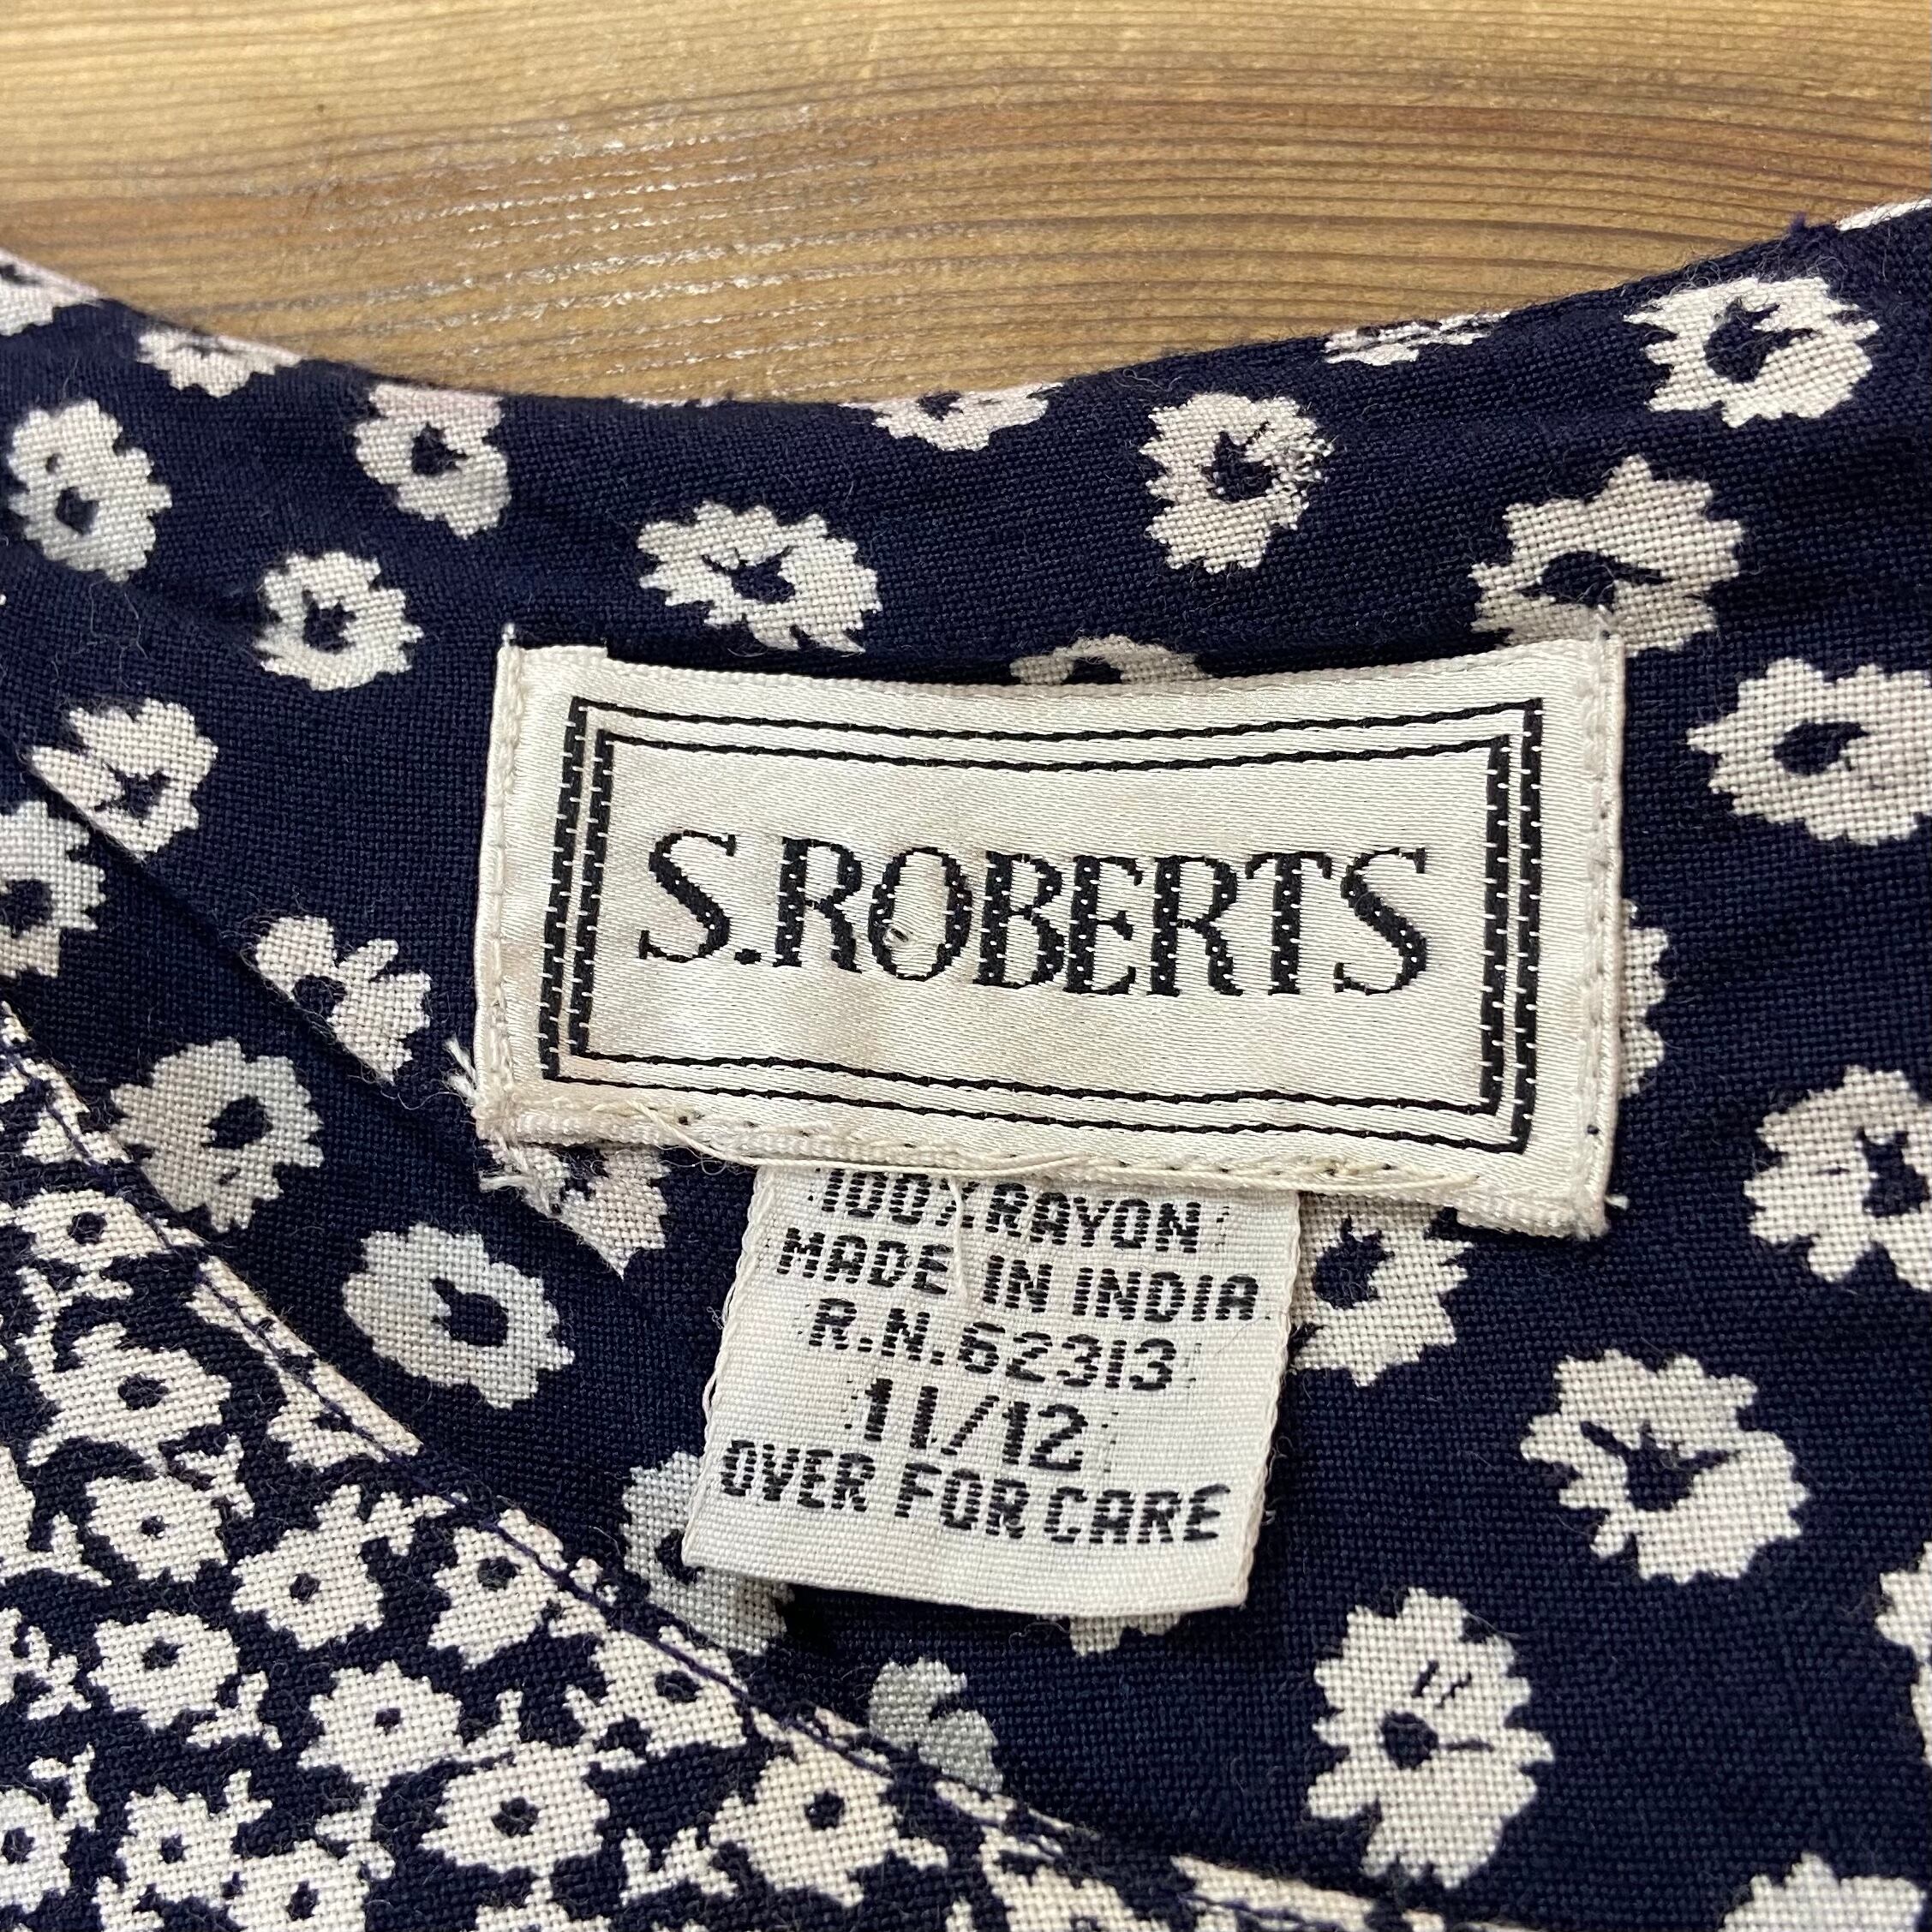 S.ROBERTS
100% RAYON
MADE IN INDIA
R.N.62313
11/12
OVER FOR CARE